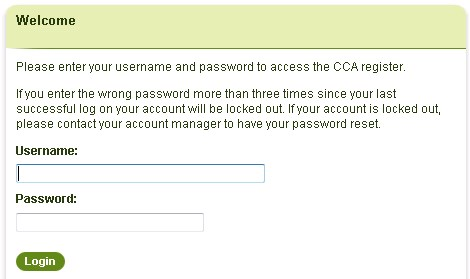 Welcome
Please enter your username and password to access the CCA register.
If you enter the wrong password more than three times since your last
successful log on your account will be locked out. If your account is locked out,
please contact your account manager to have your password reset.
Username:
Password:
Login